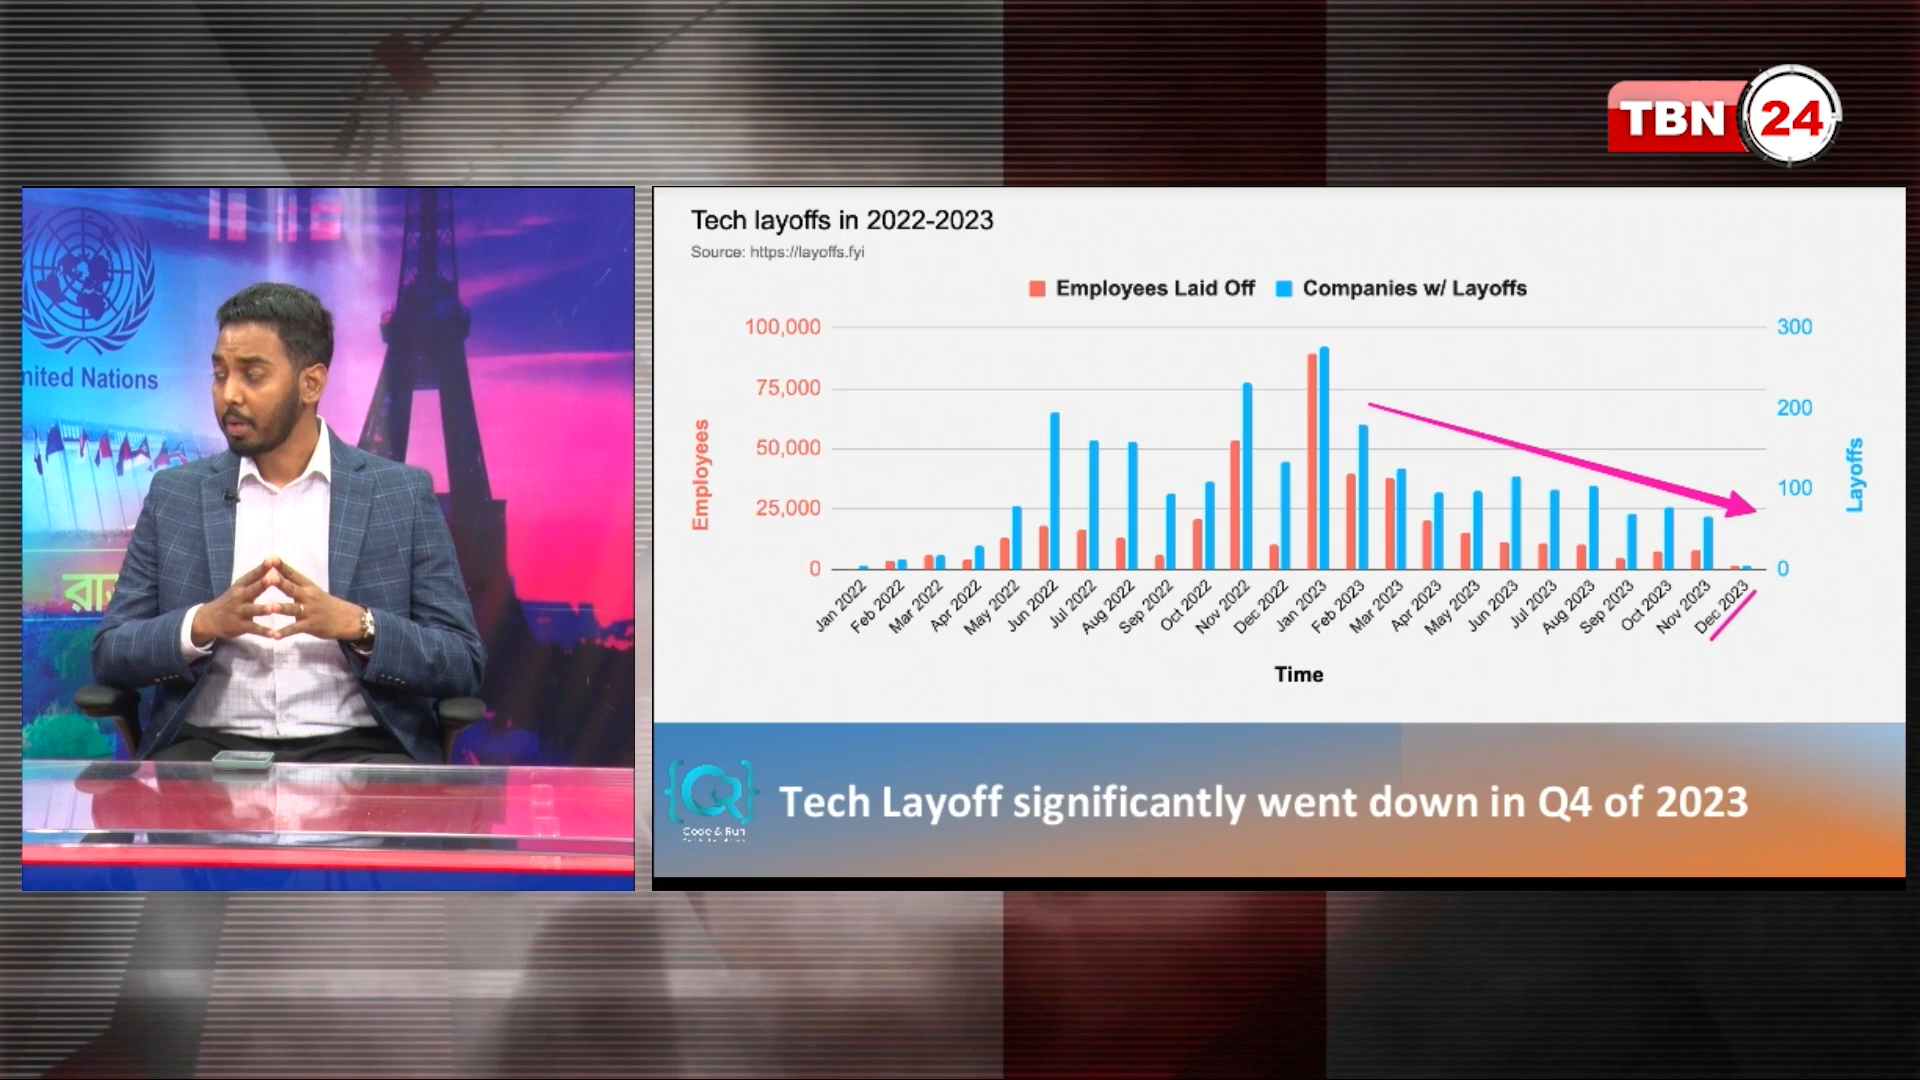 TBN 24
nited Nations
রা
Tech layoffs in 2022-2023
Source: https://layoffs.fyi
Employees Laid Off Companies w/ Layoffs
100,000
75,000
50,000
25,000
0
Employees
300
200
100
0
Layoffs
Jan 2022
Feb 2022
Mar 2022
Apr 2022
May 2022
Jun 2022
Jul 2022
Aug 2022
Sep 2022
Oct 2022
Nov 2022
Dec 2022
Jan 2023
Feb 2023
Mar 2023
Apr 2023
May 2023
Jun 2023
Jul 2023
Aug 2023
Sep 2023
Oct 2023
Nov 2023
Dec 2023
Time
Code & Run
Tech Layoff significantly went down in Q4 of 2023